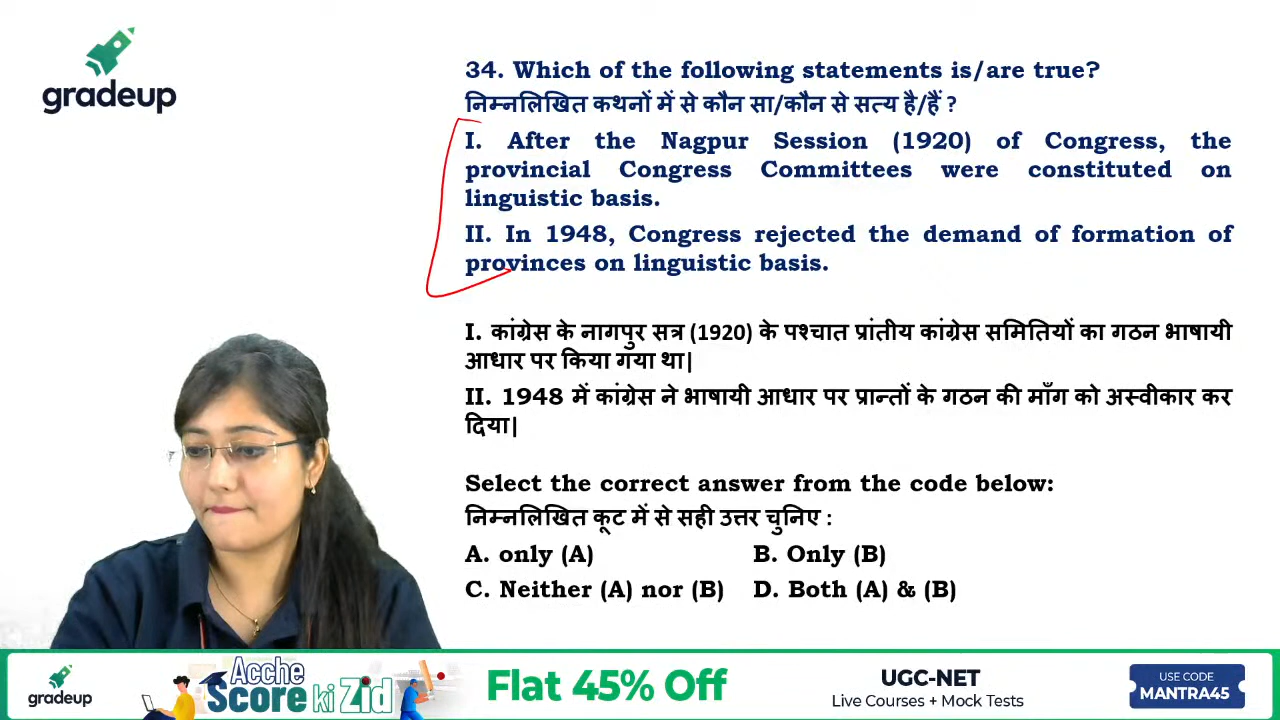 gradeup
34. Which of the following statements is/are true?
निम्नलिखित कथनों में से कौन सा/कौन से सत्य है/हैं ?
I. After the Nagpur Session (1920) of Congress, the
provincial Congress Committees were constituted on
linguistic basis.
II. In 1948, Congress rejected the demand of formation of
provinces on linguistic basis.
I. कांग्रेस के नागपुर सत्र (1920) के पश्चात प्रांतीय कांग्रेस समितियों का गठन भाषायी
आधार पर किया गया था|
II. 1948 में कांग्रेस ने भाषायी आधार पर प्रान्तों के गठन की माँग को अस्वीकार कर
दिया|
Select the correct answer from the code below:
निम्नलिखित कूट में से सही उत्तर चुनिए :
A. only (A) B. Only (B)
C. Neither (A) nor (B) D. Both (A) & (B)
gradeup
Acche
Score ki Zid
Flat 45% Off
UGC-NET
Live Courses + Mock Tests
USE CODE
MANTRA45